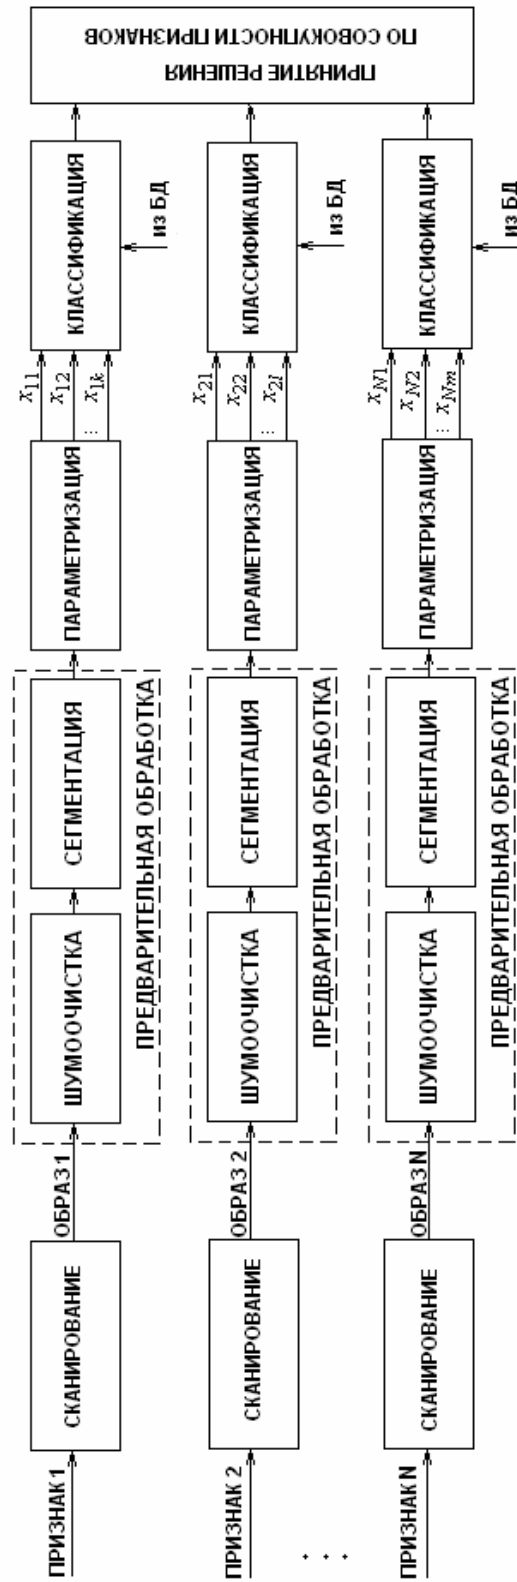 ПРИЗНАК 1
СКАНИРОВАНИЕ
ОБРАЗ 1
ШУМООЧИСТКА
СЕГМЕНТАЦИЯ
ПРЕДВАРИТЕЛЬНАЯ ОБРАБОТКА
ПАРАМЕТРИЗАЦИЯ
x11
x12
...
x1k
КЛАССИФИКАЦИЯ
из БД
ПРИЗНАК 2
СКАНИРОВАНИЕ
ОБРАЗ 2
ШУМООЧИСТКА
СЕГМЕНТАЦИЯ
ПРЕДВАРИТЕЛЬНАЯ ОБРАБОТКА
ПАРАМЕТРИЗАЦИЯ
x21
x22
...
x2l
КЛАССИФИКАЦИЯ
из БД
. . .
ПРИЗНАК N
СКАНИРОВАНИЕ
ОБРАЗ N
ШУМООЧИСТКА
СЕГМЕНТАЦИЯ
ПРЕДВАРИТЕЛЬНАЯ ОБРАБОТКА
ПАРАМЕТРИЗАЦИЯ
xN1
xN2
...
xNm
КЛАССИФИКАЦИЯ
из БД
ПРИНЯТИЕ РЕШЕНИЯ
ПО СОВОКУПНОСТИ ПРИЗНАКОВ